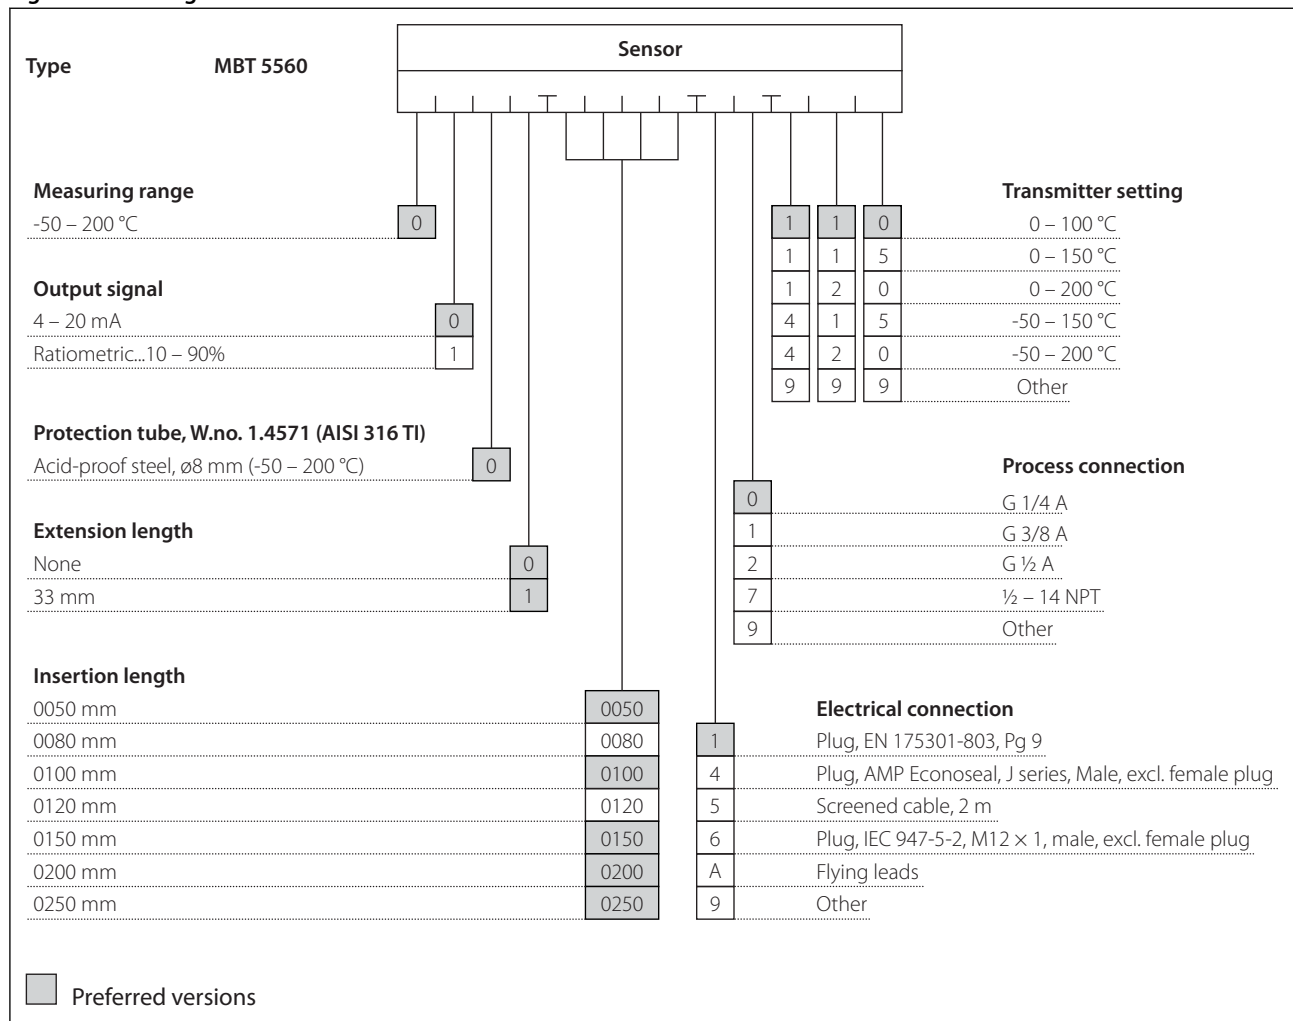 Type MBT 5560 Sensor
Measuring range
-50 – 200 °C 0
Output signal
4 – 20 mA 0
Ratiometric...10 – 90% 1
Protection tube, W.no. 1.4571 (AISI 316 TI)
Acid-proof steel, ø8 mm (-50 – 200 °C) 0
Extension length
None 0
33 mm 1
Insertion length
0050 mm 0050
0080 mm 0080
0100 mm 0100
0120 mm 0120
0150 mm 0150
0200 mm 0200
0250 mm 0250
Transmitter setting
1 1 0 0 – 100 °C
1 1 5 0 – 150 °C
1 2 0 0 – 200 °C
4 1 5 -50 – 150 °C
4 2 0 -50 – 200 °C
9 9 9 Other
Process connection
0 G 1/4 A
1 G 3/8 A
2 G ½ A
7 ½ – 14 NPT
9 Other
Electrical connection
1 Plug, EN 175301-803, Pg 9
4 Plug, AMP Econoseal, J series, Male, excl. female plug
5 Screened cable, 2 m
6 Plug, IEC 947-5-2, M12 × 1, male, excl. female plug
A Flying leads
9 Other
Preferred versions